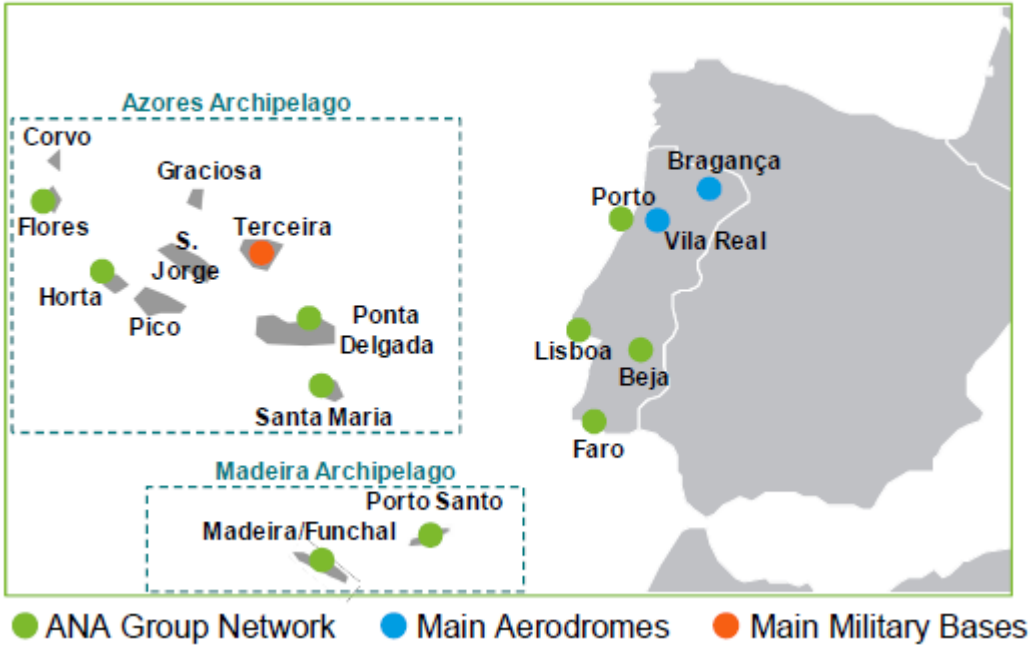 Azores Archipelago
Corvo
Graciosa
Flores
Terceira
S.
Jorge
Horta
Pico
Ponta
Delgada
Santa Maria
Bragança
Porto
Vila Real
Lisboa
Beja
Faro
Madeira Archipelago
Porto Santo
Madeira/Funchal
ANA Group Network
Main Aerodromes
Main Military Bases